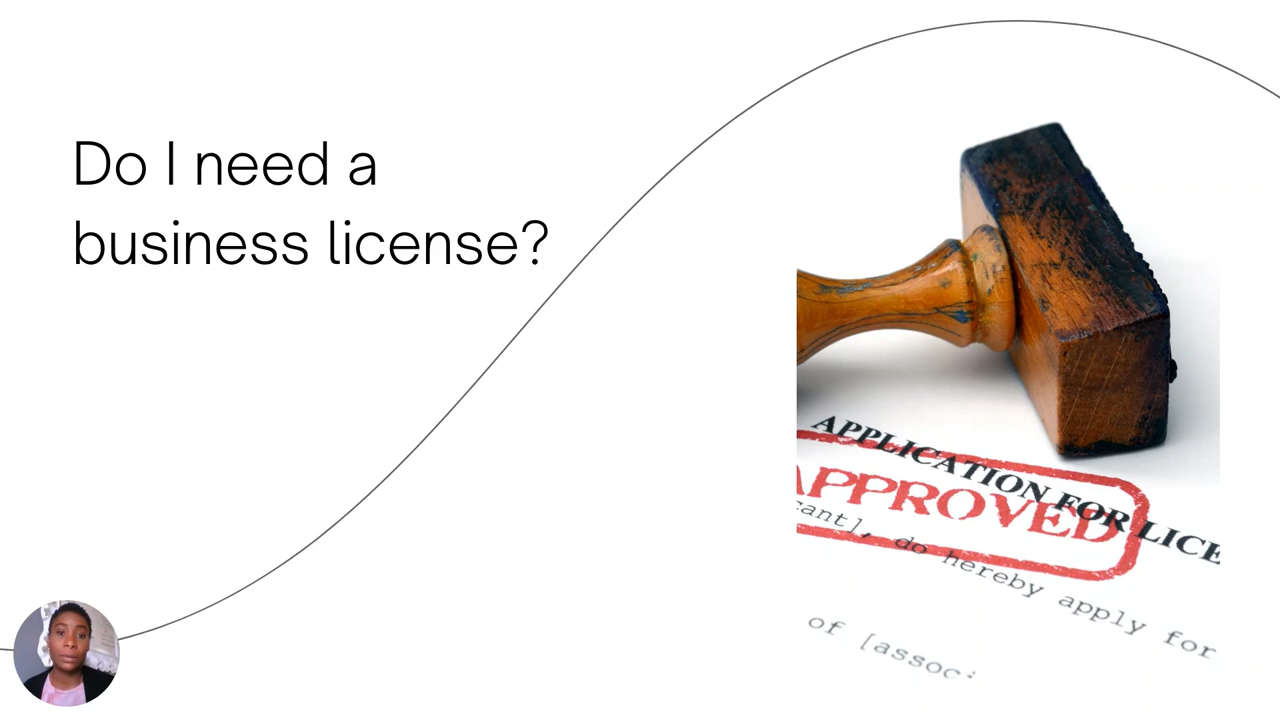 Do I need a
business license?
APPLICATION FOR LICE
APPROVED
cant], do hereby apply for
of [assoc